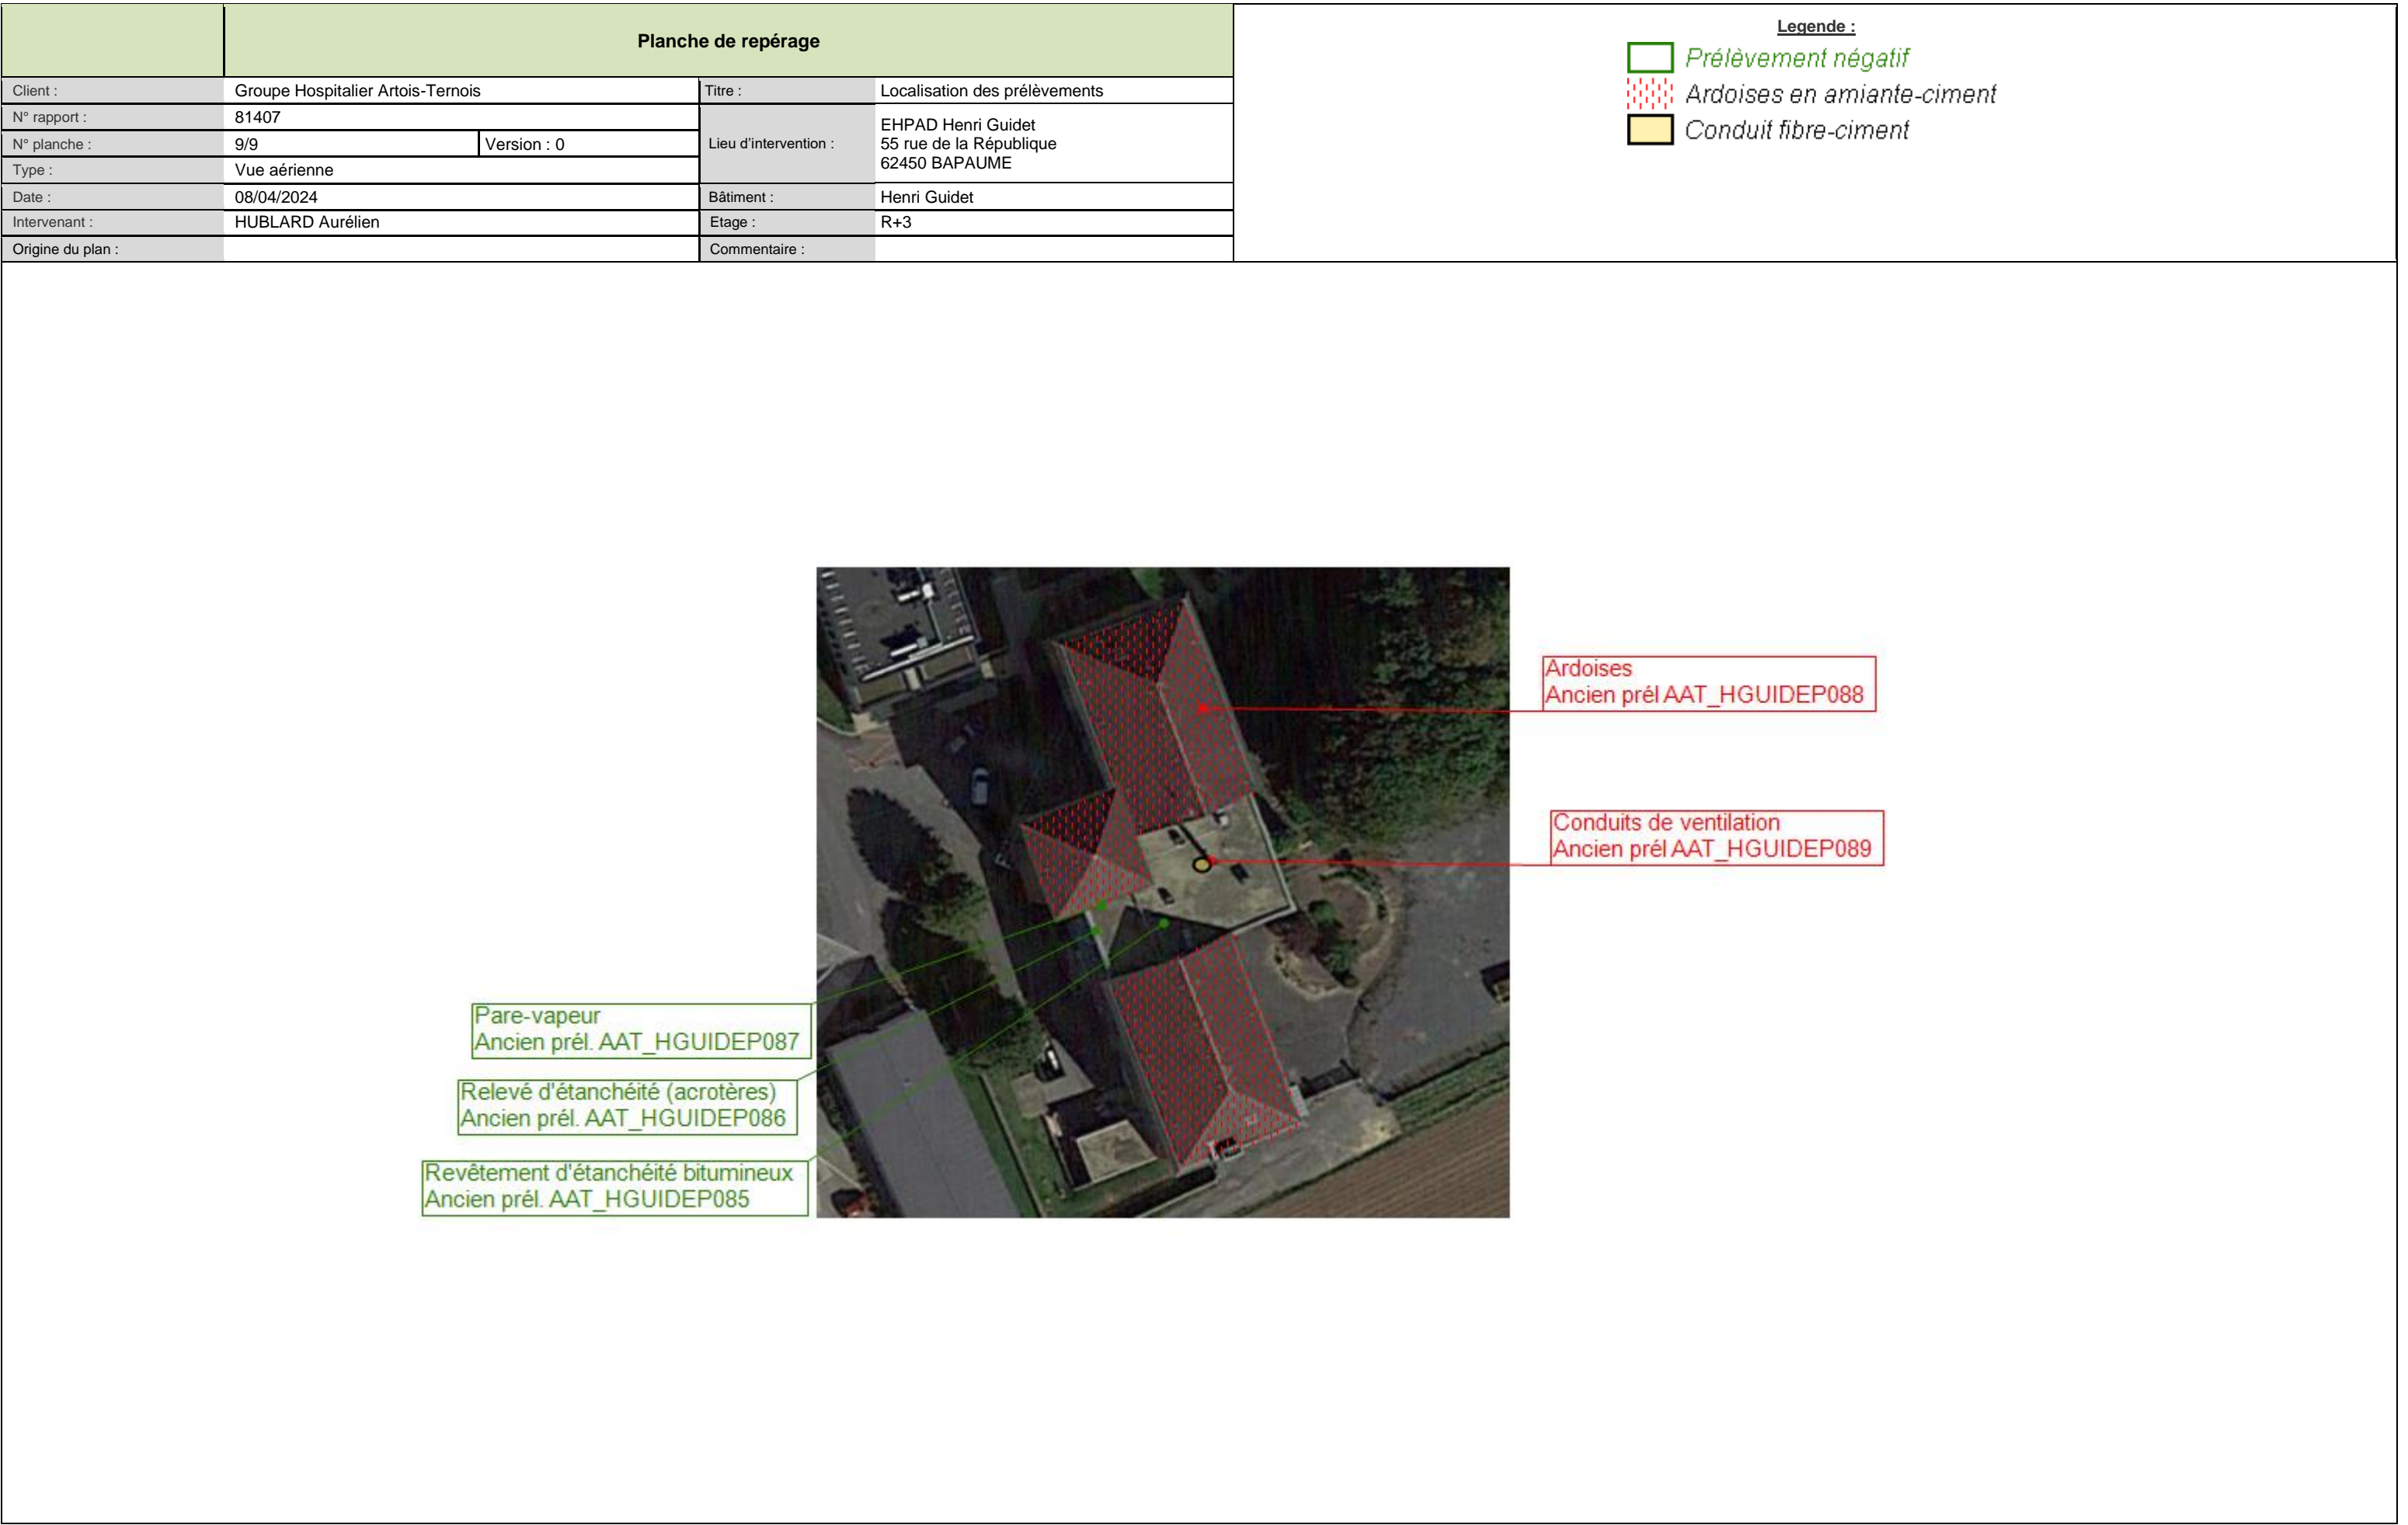 Planche de repérage
Client :
Groupe Hospitalier Artois-Ternois
Titre :
Localisation des prélèvements
N° rapport :
81407
Lieu d'intervention :
EHPAD Henri Guidet
55 rue de la République
62450 BAPAUME
N° planche :
9/9
Version : 0
Type :
Vue aérienne
Date :
08/04/2024
Bâtiment :
Henri Guidet
Intervenant :
HUBLARD Aurélien
Etage :
R+3
Origine du plan :
Commentaire :
Legende :
Prélèvement négatif
Ardoises en amiante-ciment
Conduit fibre-ciment
Ardoises
Ancien prél AAT_HGUIDEP088
Conduits de ventilation
Ancien prél AAT_HGUIDEP089
Pare-vapeur
Ancien prél. AAT_HGUIDEP087
Relevé d'étanchéité (acrotères)
Ancien prél. AAT_HGUIDEP086
Revêtement d'étanchéité bitumineux
Ancien prél. AAT_HGUIDEP085